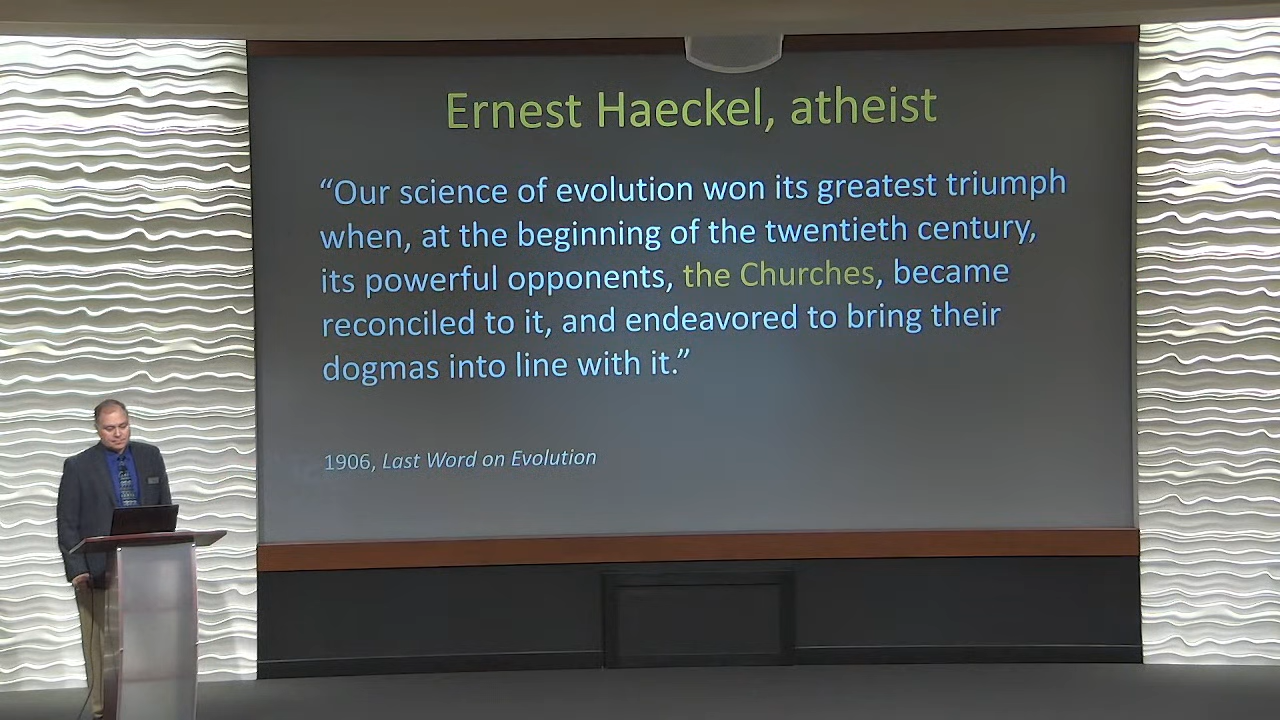 Ernest Haeckel, atheist
“Our science of evolution won its greatest triumph
when, at the beginning of the twentieth century,
its powerful opponents, the Churches, became
reconciled to it, and endeavored to bring their
dogmas into line with it.”
1906, Last Word on Evolution